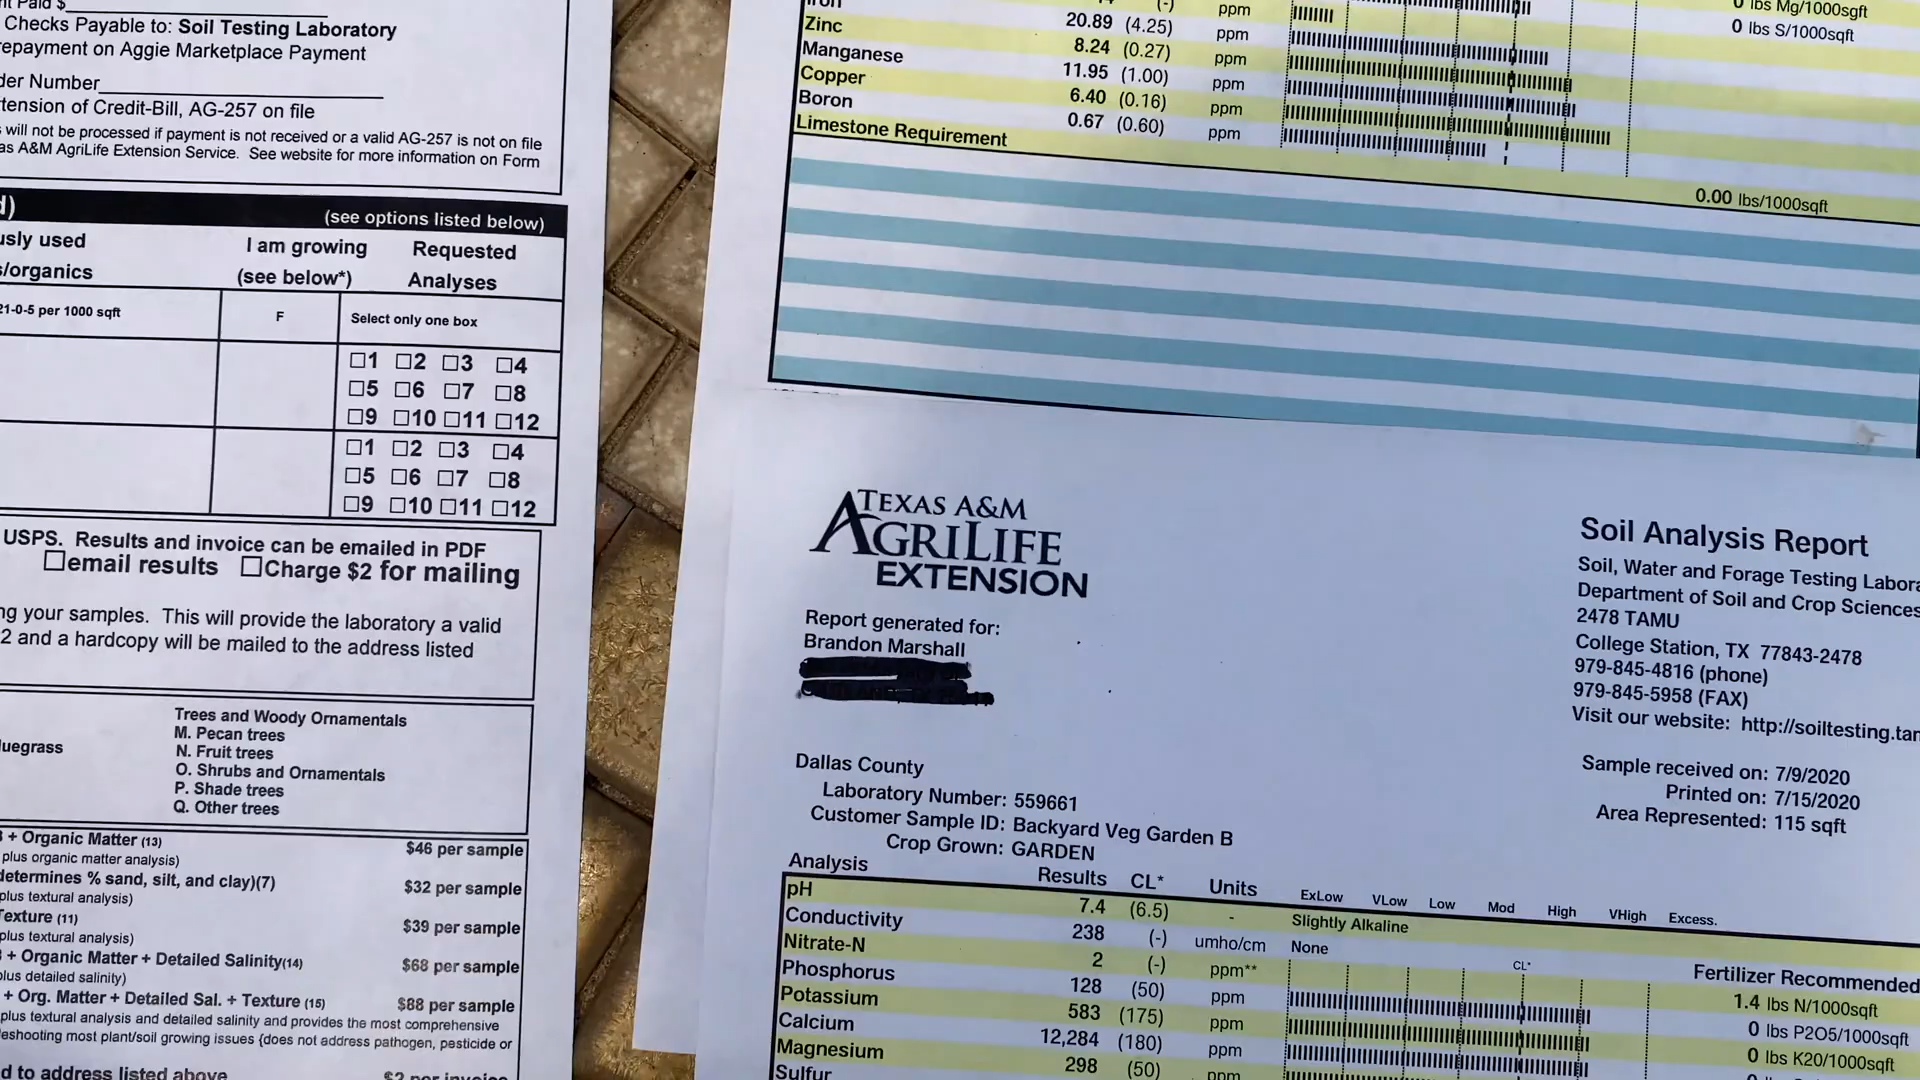 Checks Payable to: Soil Testing Laboratory
repayment on Aggie Marketplace Payment
der Number
tension of Credit-Bill, AG-257 on file
will not be processed if payment is not received or a valid AG-257 is not on file
as A&M AgriLife Extension Service. See website for more information on Form
(see options listed below)
usly used I am growing Requested
/organics (see below*) Analyses
21-0-5 per 1000 sqft F Select only one box
☐1 ☐2 ☐3 ☐4
☐5 ☐6 ☐7 ☐8
☐9 ☐10 ☐11 ☐12
☐1 ☐2 ☐3 ☐4
☐5 ☐6 ☐7 ☐8
☐9 ☐10 ☐11 ☐12
USPS. Results and invoice can be emailed in PDF
☐email results ☐Charge $2 for mailing
ng your samples. This will provide the laboratory a valid
2 and a hardcopy will be mailed to the address listed
Trees and Woody Ornamentals
M. Pecan trees
luegrass
N. Fruit trees
O. Shrubs and Ornamentals
P. Shade trees
Q. Other trees
+ Organic Matter (13) $46 per sample
plus organic matter analysis)
determines % sand, silt, and clay)(7) $32 per sample
plus textural analysis)
Texture (11) $39 per sample
plus textural analysis)
+ Organic Matter + Detailed Salinity(14) $68 per sample
plus detailed salinity)
+ Org. Matter + Detailed Sal. + Texture (15) $88 per sample
plus textural analysis and detailed salinity and provides the most comprehensive
eshooting most plant/soil growing issues {does not address pathogen, pesticide or
d to address listed above $2 per invoice
Iron (-) ppm 0 lbs Mg/1000sqft
Zinc 20.89 (4.25) ppm 0 lbs S/1000sqft
Manganese 8.24 (0.27) ppm
Copper 11.95 (1.00) ppm
Boron 6.40 (0.16) ppm
Limestone Requirement 0.67 (0.60) ppm
0.00 lbs/1000sqft
TEXAS A&M
AGRILIFE
EXTENSION
Soil Analysis Report
Soil, Water and Forage Testing Labora
Department of Soil and Crop Sciences
2478 TAMU
College Station, TX 77843-2478
979-845-4816 (phone)
979-845-5958 (FAX)
Visit our website: http://soiltesting.tam
Report generated for:
Brandon Marshall
Sample received on: 7/9/2020
Printed on: 7/15/2020
Area Represented: 115 sqft
Dallas County
Laboratory Number: 559661
Customer Sample ID: Backyard Veg Garden B
Crop Grown: GARDEN
Analysis Results CL* Units ExLow VLow Low Mod High VHigh Excess.
pH 7.4 (6.5) - Slightly Alkaline
Conductivity 238 (-) umho/cm None CL* Fertilizer Recommended
Nitrate-N 2 (-) ppm** 1.4 lbs N/1000sqft
Phosphorus 128 (50) ppm 0 lbs P2O5/1000sqft
Potassium 583 (175) ppm 0 lbs K20/1000sqft
Calcium 12,284 (180) ppm
Magnesium 298 (50) ppm
Sulfur